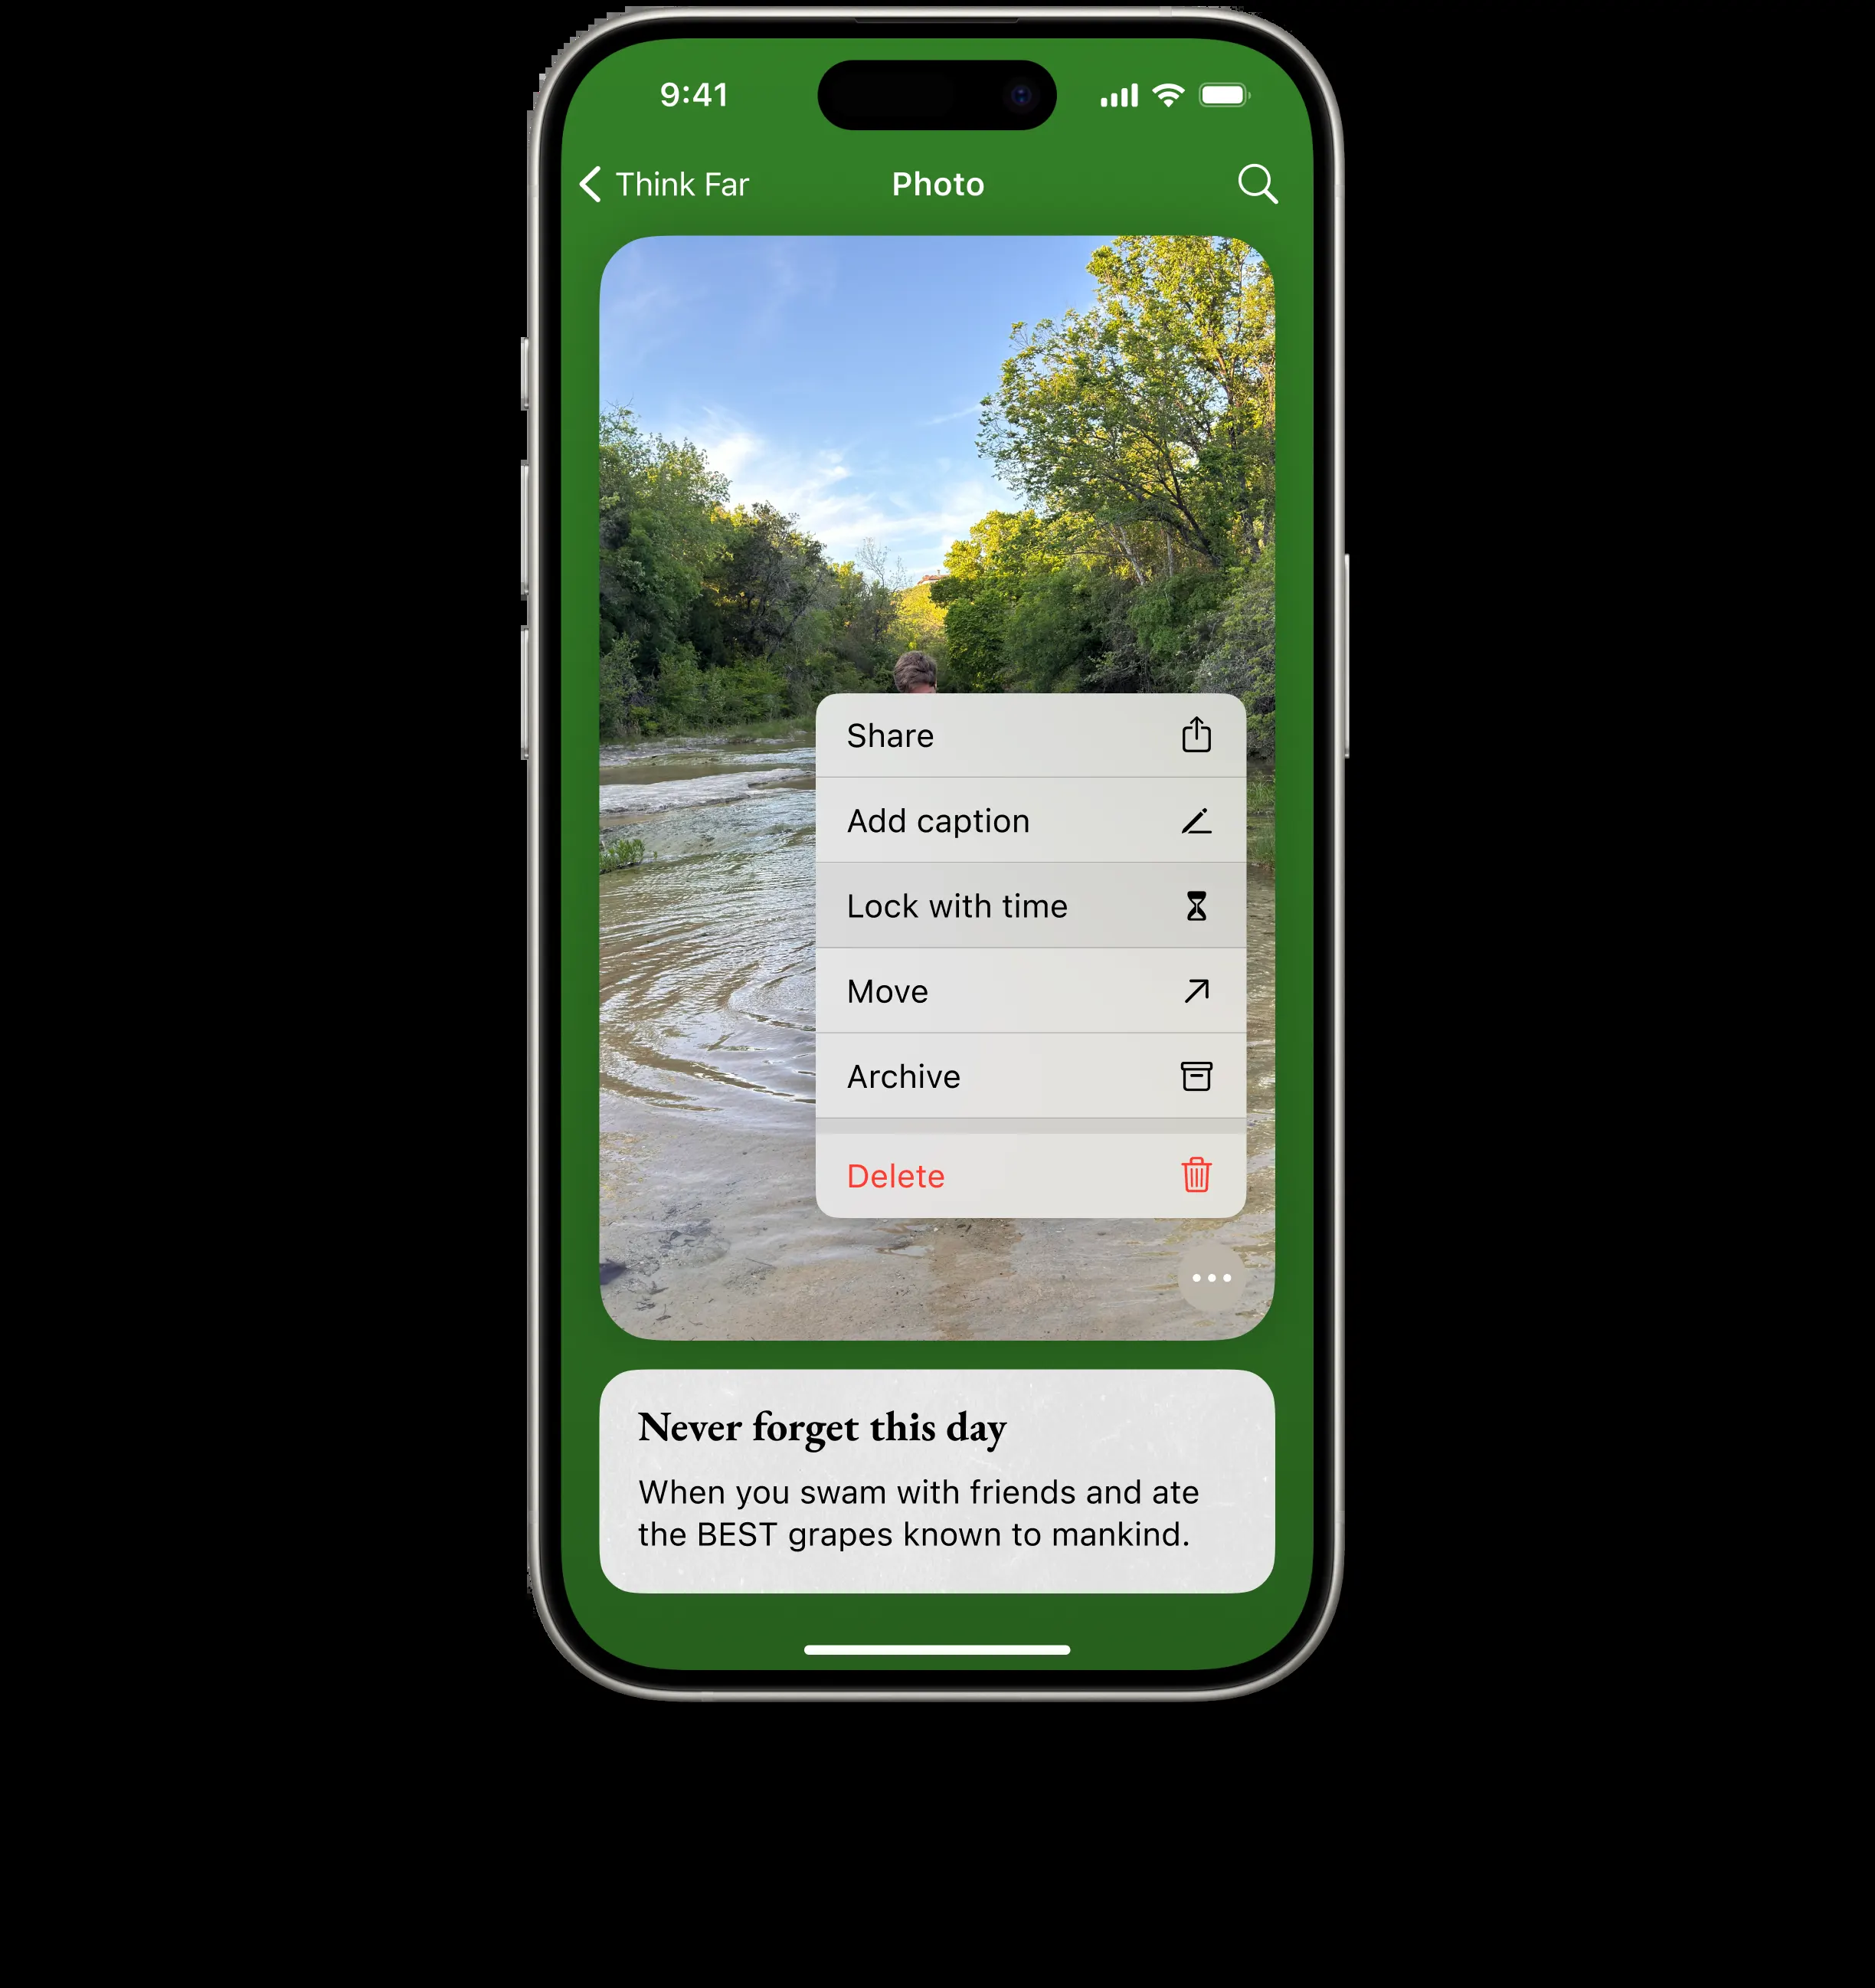 9:41
Think Far
Photo
Share
Add caption
Lock with time
Move
Archive
Delete
Never forget this day
When you swam with friends and ate
the BEST grapes known to mankind.